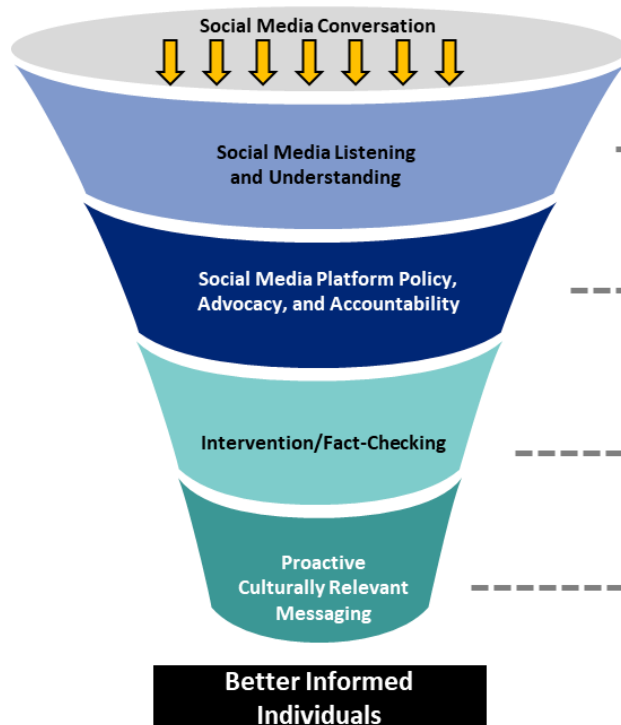 Social Media Conversation
Social Media Listening
and Understanding
Social Media Platform Policy,
Advocacy, and Accountability
Intervention/Fact-Checking
Proactive
Culturally Relevant
Messaging
Better Informed
Individuals